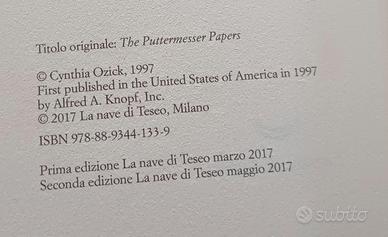 Titolo originale: The Puttermesser Papers
© Cynthia Ozick, 1997
First published in the United States of America in 1997
by Alfred A. Knopf, Inc.
© 2017 La nave di Teseo, Milano
ISBN 978-88-9344-133-9
Prima edizione La nave di Teseo marzo 2017
Seconda edizione La nave di Teseo maggio 2017
subito